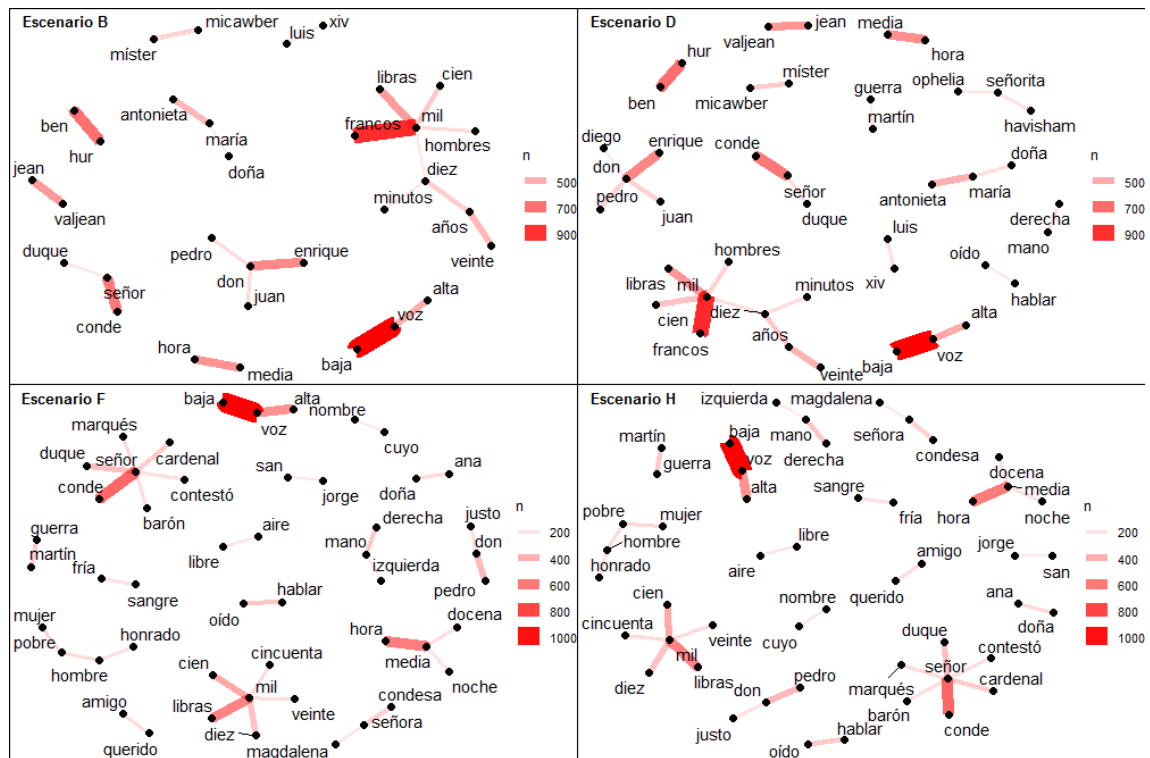 Escenario B
micawber
míster
luis
xiv
libras
cien
antonieta
francos
mil
ben
hombres
maría
hur
doña
diez
jean
minutos
años
valjean
veinte
duque
pedro
enrique
don
señor
juan
alta
conde
voz
hora
baja
media
n
500
700
900
Escenario D
jean
media
hur
valjean
hora
míster
ophelia
señorita
ben
micawber
guerra
martín
havisham
diego
enrique
conde
doña
don
señor
pedro
antonieta
maría
juan
duque
derecha
luis
mano
hombres
oído
libras
mil
xiv
minutos
hablar
cien
diez
alta
francos
años
voz
veinte
baja
n
500
700
900
Escenario F
baja
alta
nombre
marqués
voz
duque
señor
cardenal
cuyo
conde
san
ana
contestó
doña
jorge
barón
derecha
justo
guerra
aire
mano
don
martín
libre
fría
izquierda
hablar
pedro
sangre
oído
mujer
docena
honrado
hora
pobre
cincuenta
media
hombre
cien
mil
noche
condesa
amigo
libras
veinte
señora
diez
querido
magdalena
n
200
400
600
800
1000
Escenario H
izquierda
magdalena
baja
martín
mano
señora
voz
guerra
derecha
condesa
docena
alta
sangre
media
pobre
mujer
fría
hora
noche
hombre
libre
amigo
jorge
honrado
aire
san
cien
querido
nombre
ana
cincuenta
cuyo
doña
veinte
duque
mil
contestó
libras
pedro
señor
diez
don
marqués
cardenal
justo
barón
hablar
conde
oído
n
200
400
600
800
1000